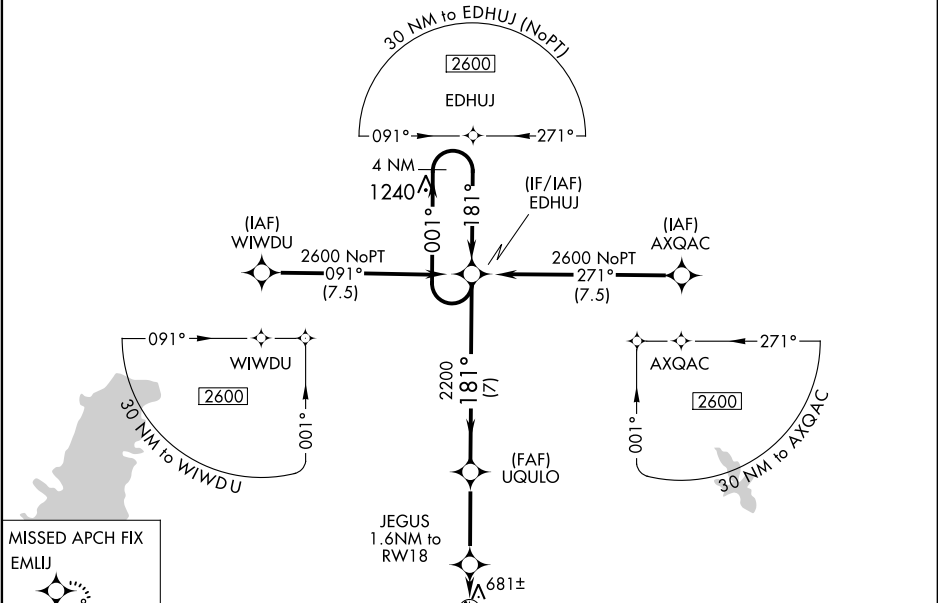 30 NM to EDHUJ (NoPT)
2600
EDHUJ
091°
271°
4 NM
1240
001°
181°
(IF/IAF)
EDHUJ
(IAF)
WIWDU
2600 NoPT
091°
(7.5)
(IAF)
AXQAC
2600 NoPT
271°
(7.5)
091°
WIWDU
2600
001°
30 NM to WIWDU
2200
181°
(7)
271°
AXQAC
2600
001°
30 NM to AXQAC
(FAF)
UQULO
JEGUS
1.6NM to
RW18
681±
MISSED APCH FIX
EMLIJ